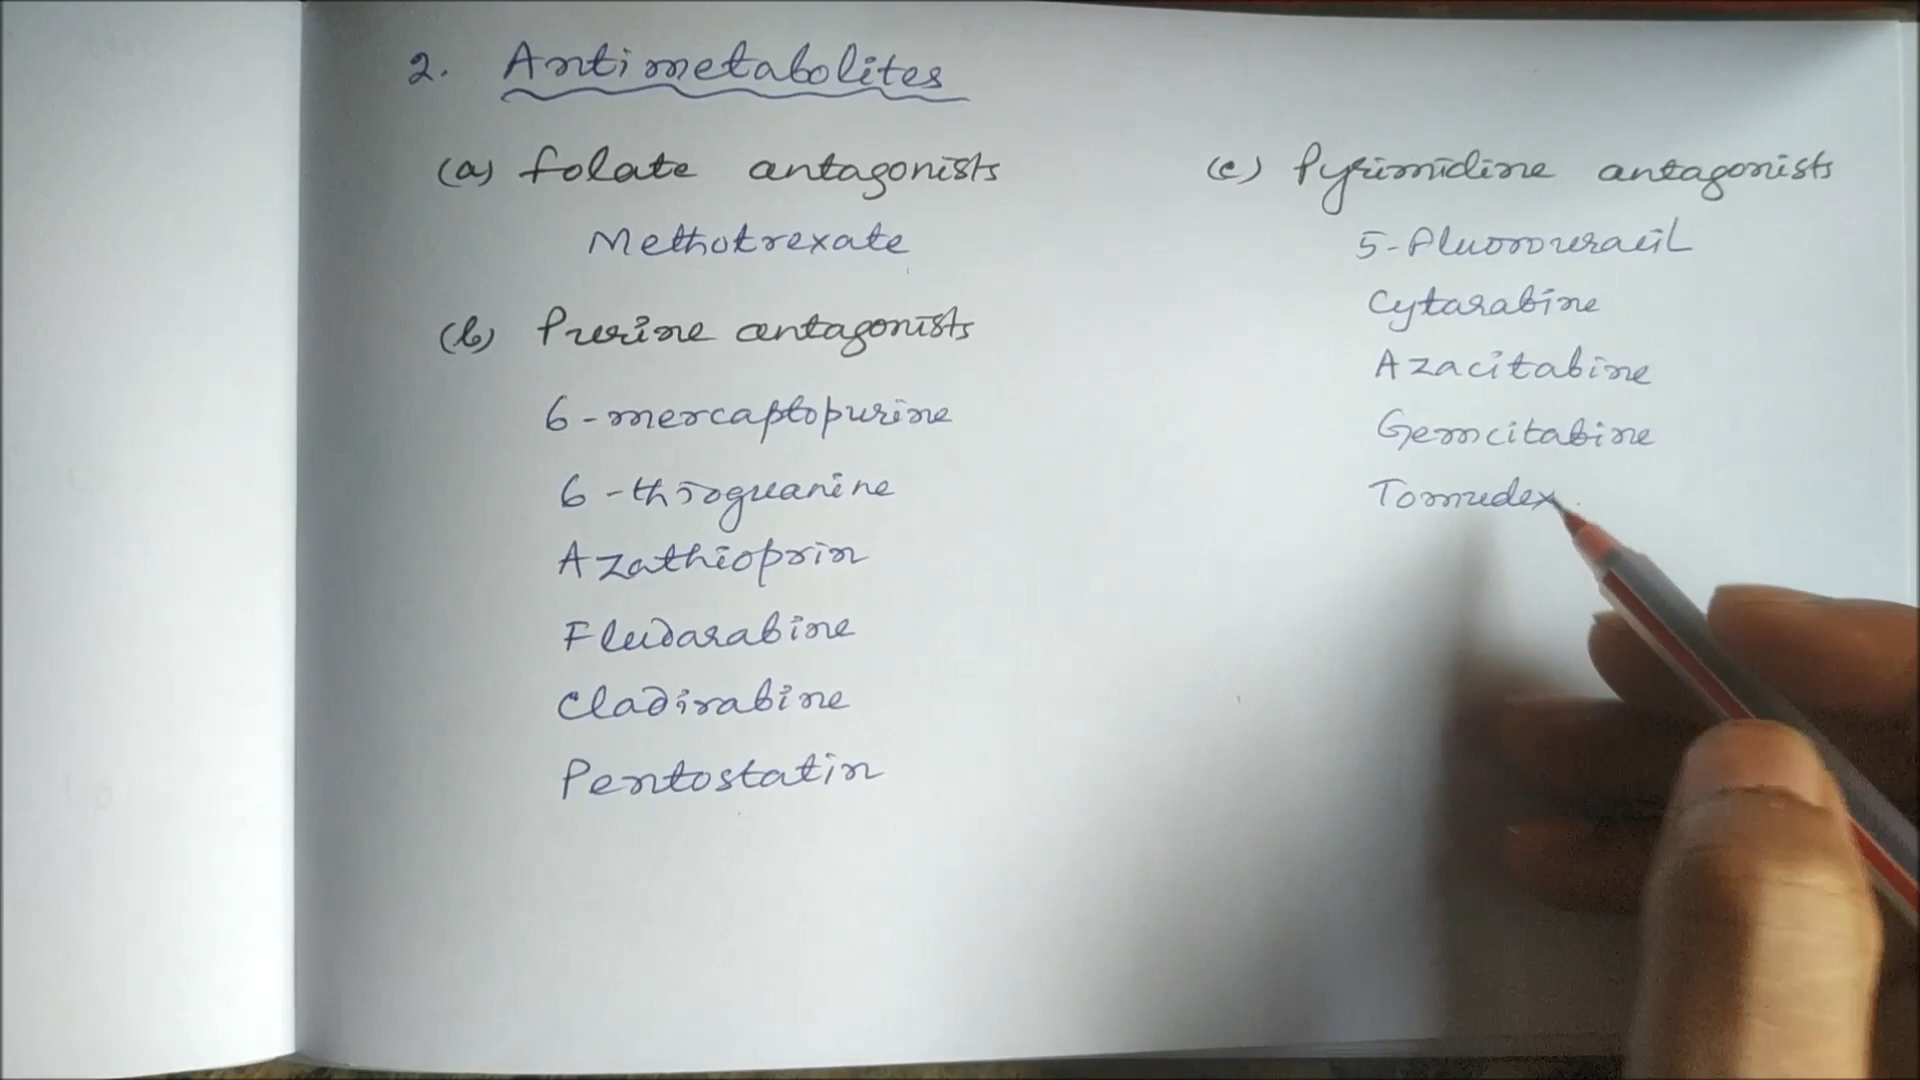 2. Antimetabolites
(a) folate antagonists
Methotrexate
(b) Purine antagonists
6-mercaptopurine
6-thioguanine
Azathioprin
Fludarabine
Cladirabine
Pentostatin
(c) Pyrimidine antagonists
5-Fluorouracil
Cytarabine
Azacitabine
Gemcitabine
Tomudex